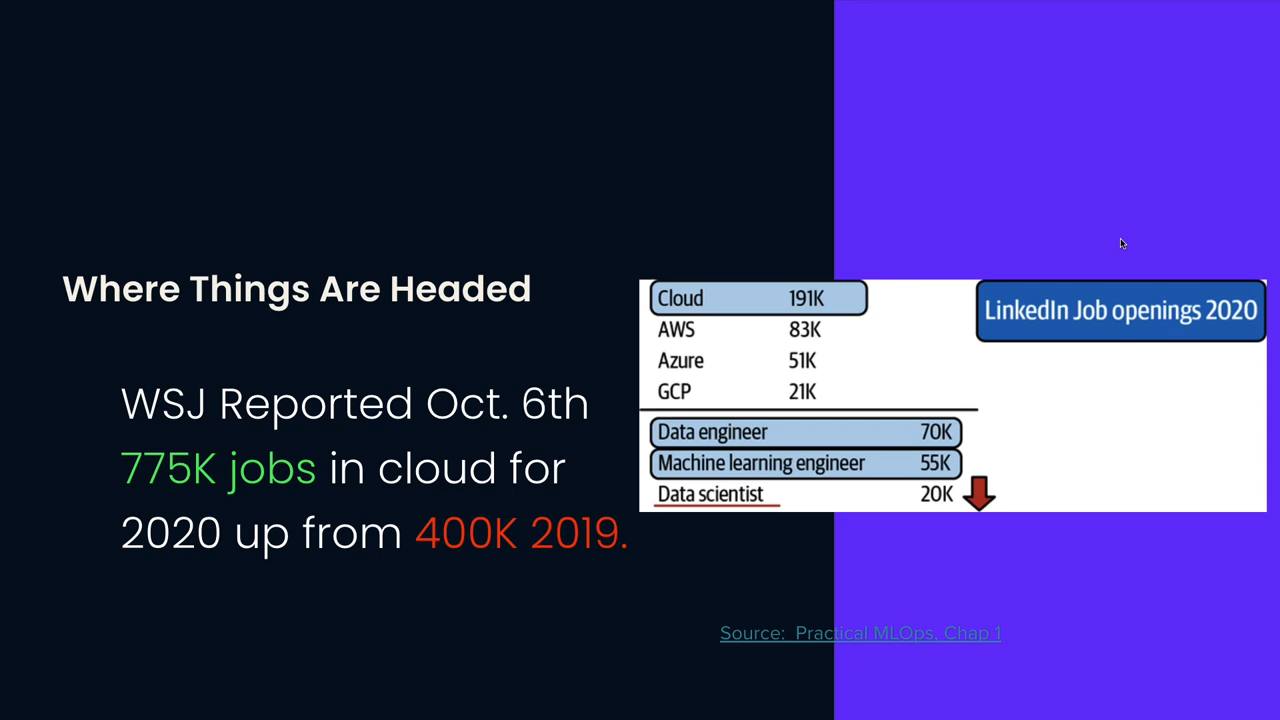 Where Things Are Headed
WSJ Reported Oct. 6th
775K jobs in cloud for
2020 up from 400K 2019.
Cloud 191K
AWS 83K
Azure 51K
GCP 21K
LinkedIn Job openings 2020
Data engineer 70K
Machine learning engineer 55K
Data scientist 20K
Source: Practical MLOps, Chap 1